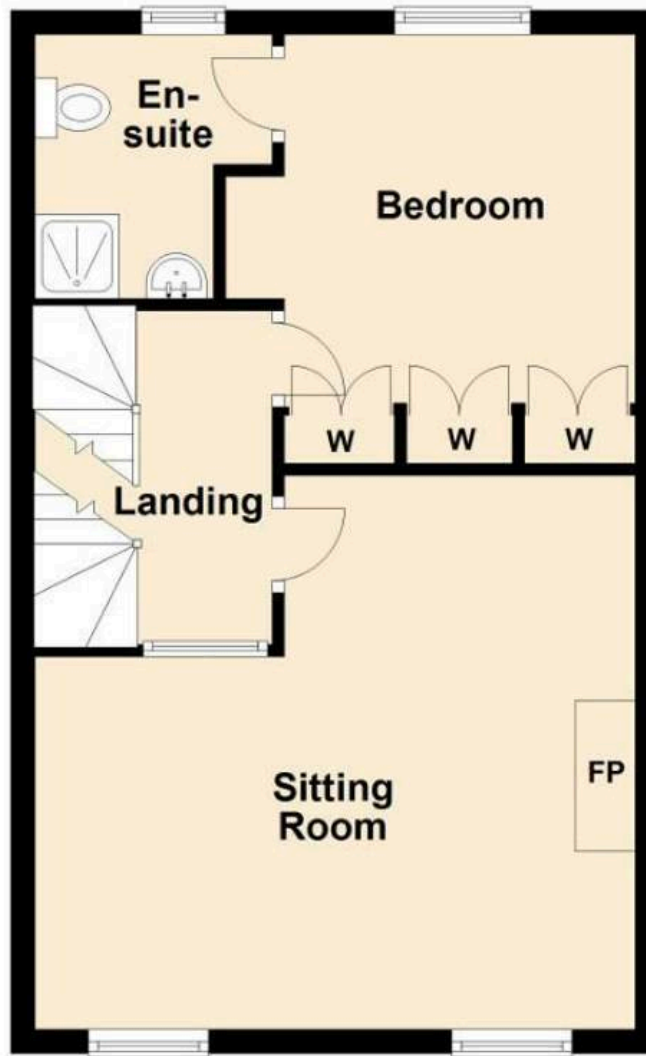 En-
suite
Bedroom
W W W
Landing
Sitting
Room
FP